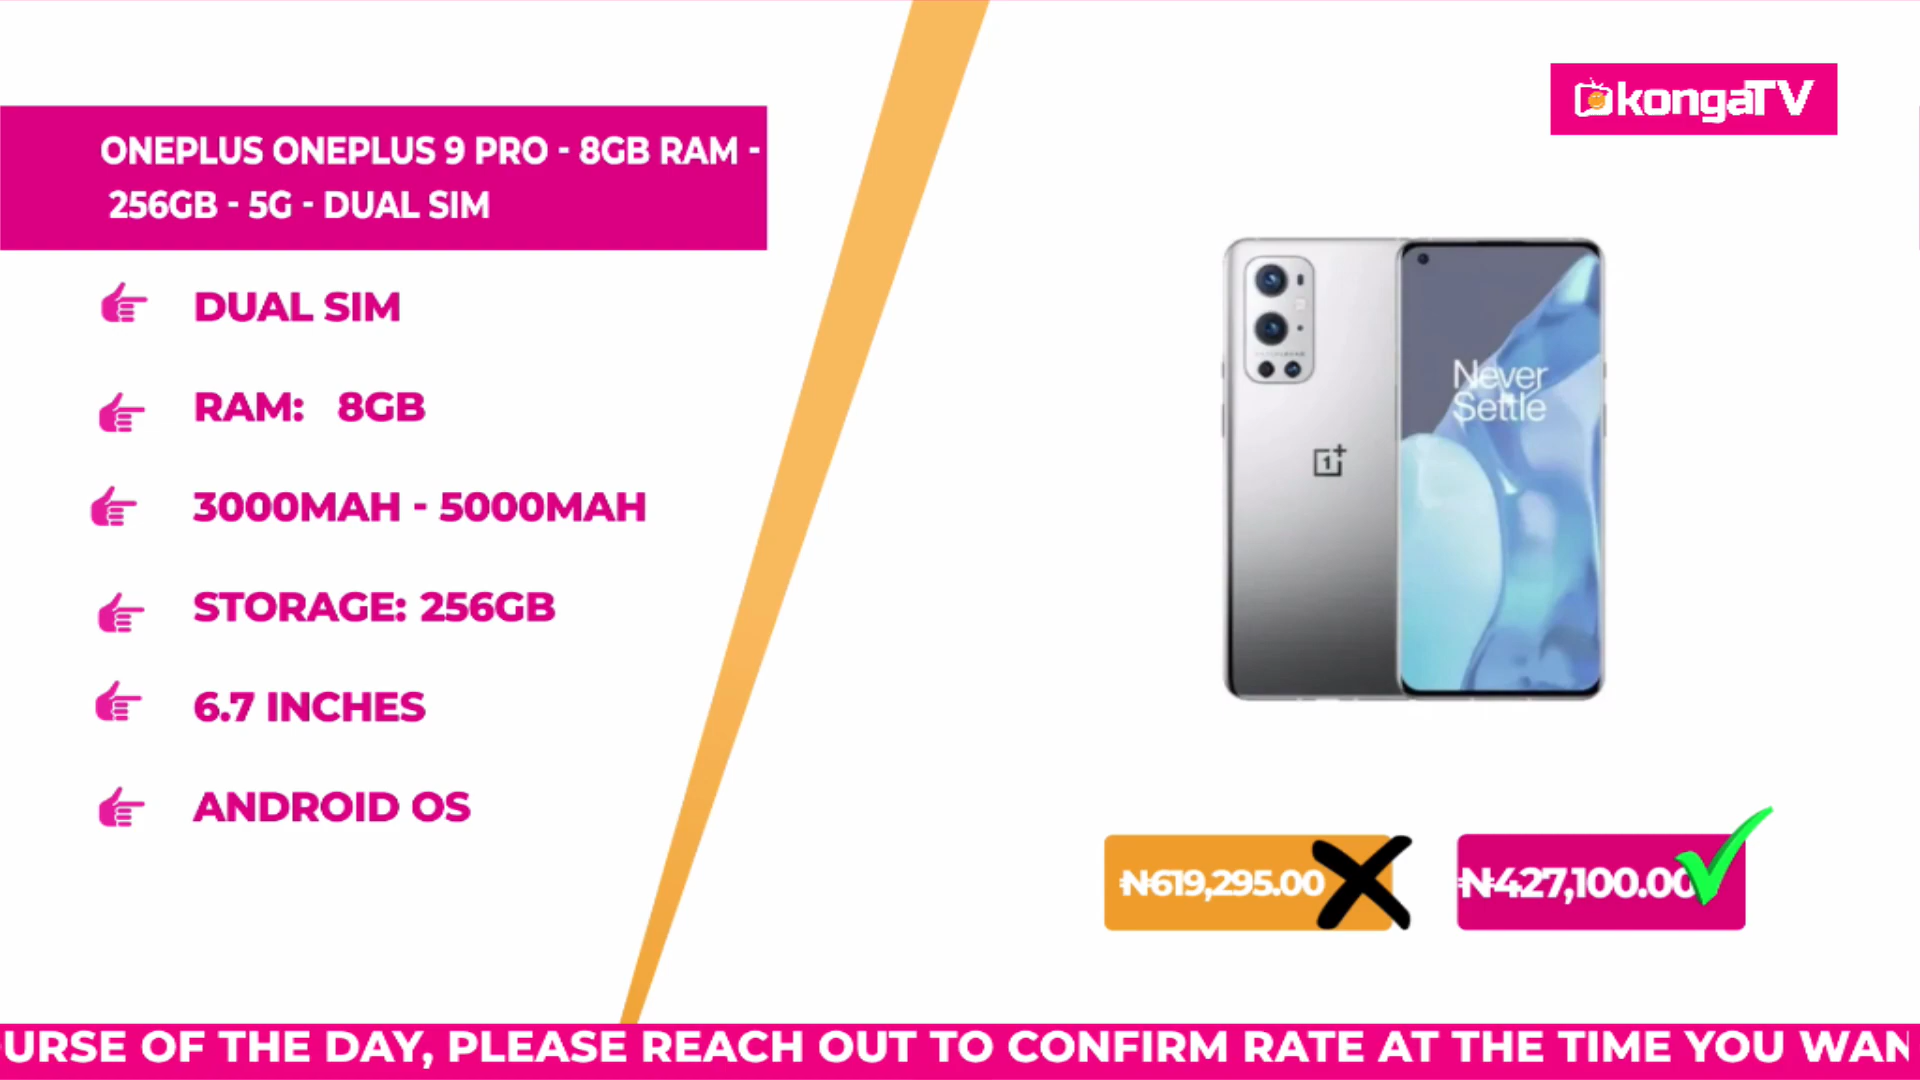 kongaTV
ONEPLUS ONEPLUS 9 PRO - 8GB RAM -
256GB - 5G - DUAL SIM
DUAL SIM
RAM: 8GB
3000MAH - 5000MAH
STORAGE: 256GB
6.7 INCHES
ANDROID OS
Never
Settle
₦619,295.00
₦427,100.00
OF THE DAY, PLEASE REACH OUT TO CONFIRM RATE AT THE TIME YOU